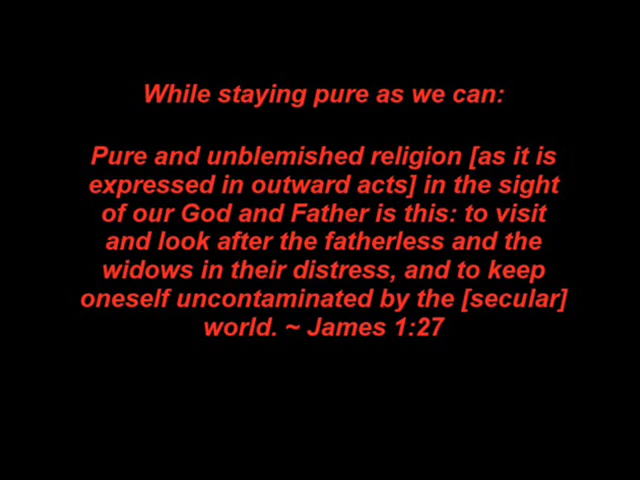 While staying pure as we can:
Pure and unblemished religion [as it is
expressed in outward acts] in the sight
of our God and Father is this: to visit
and look after the fatherless and the
widows in their distress, and to keep
oneself uncontaminated by the [secular]
world. ~ James 1:27